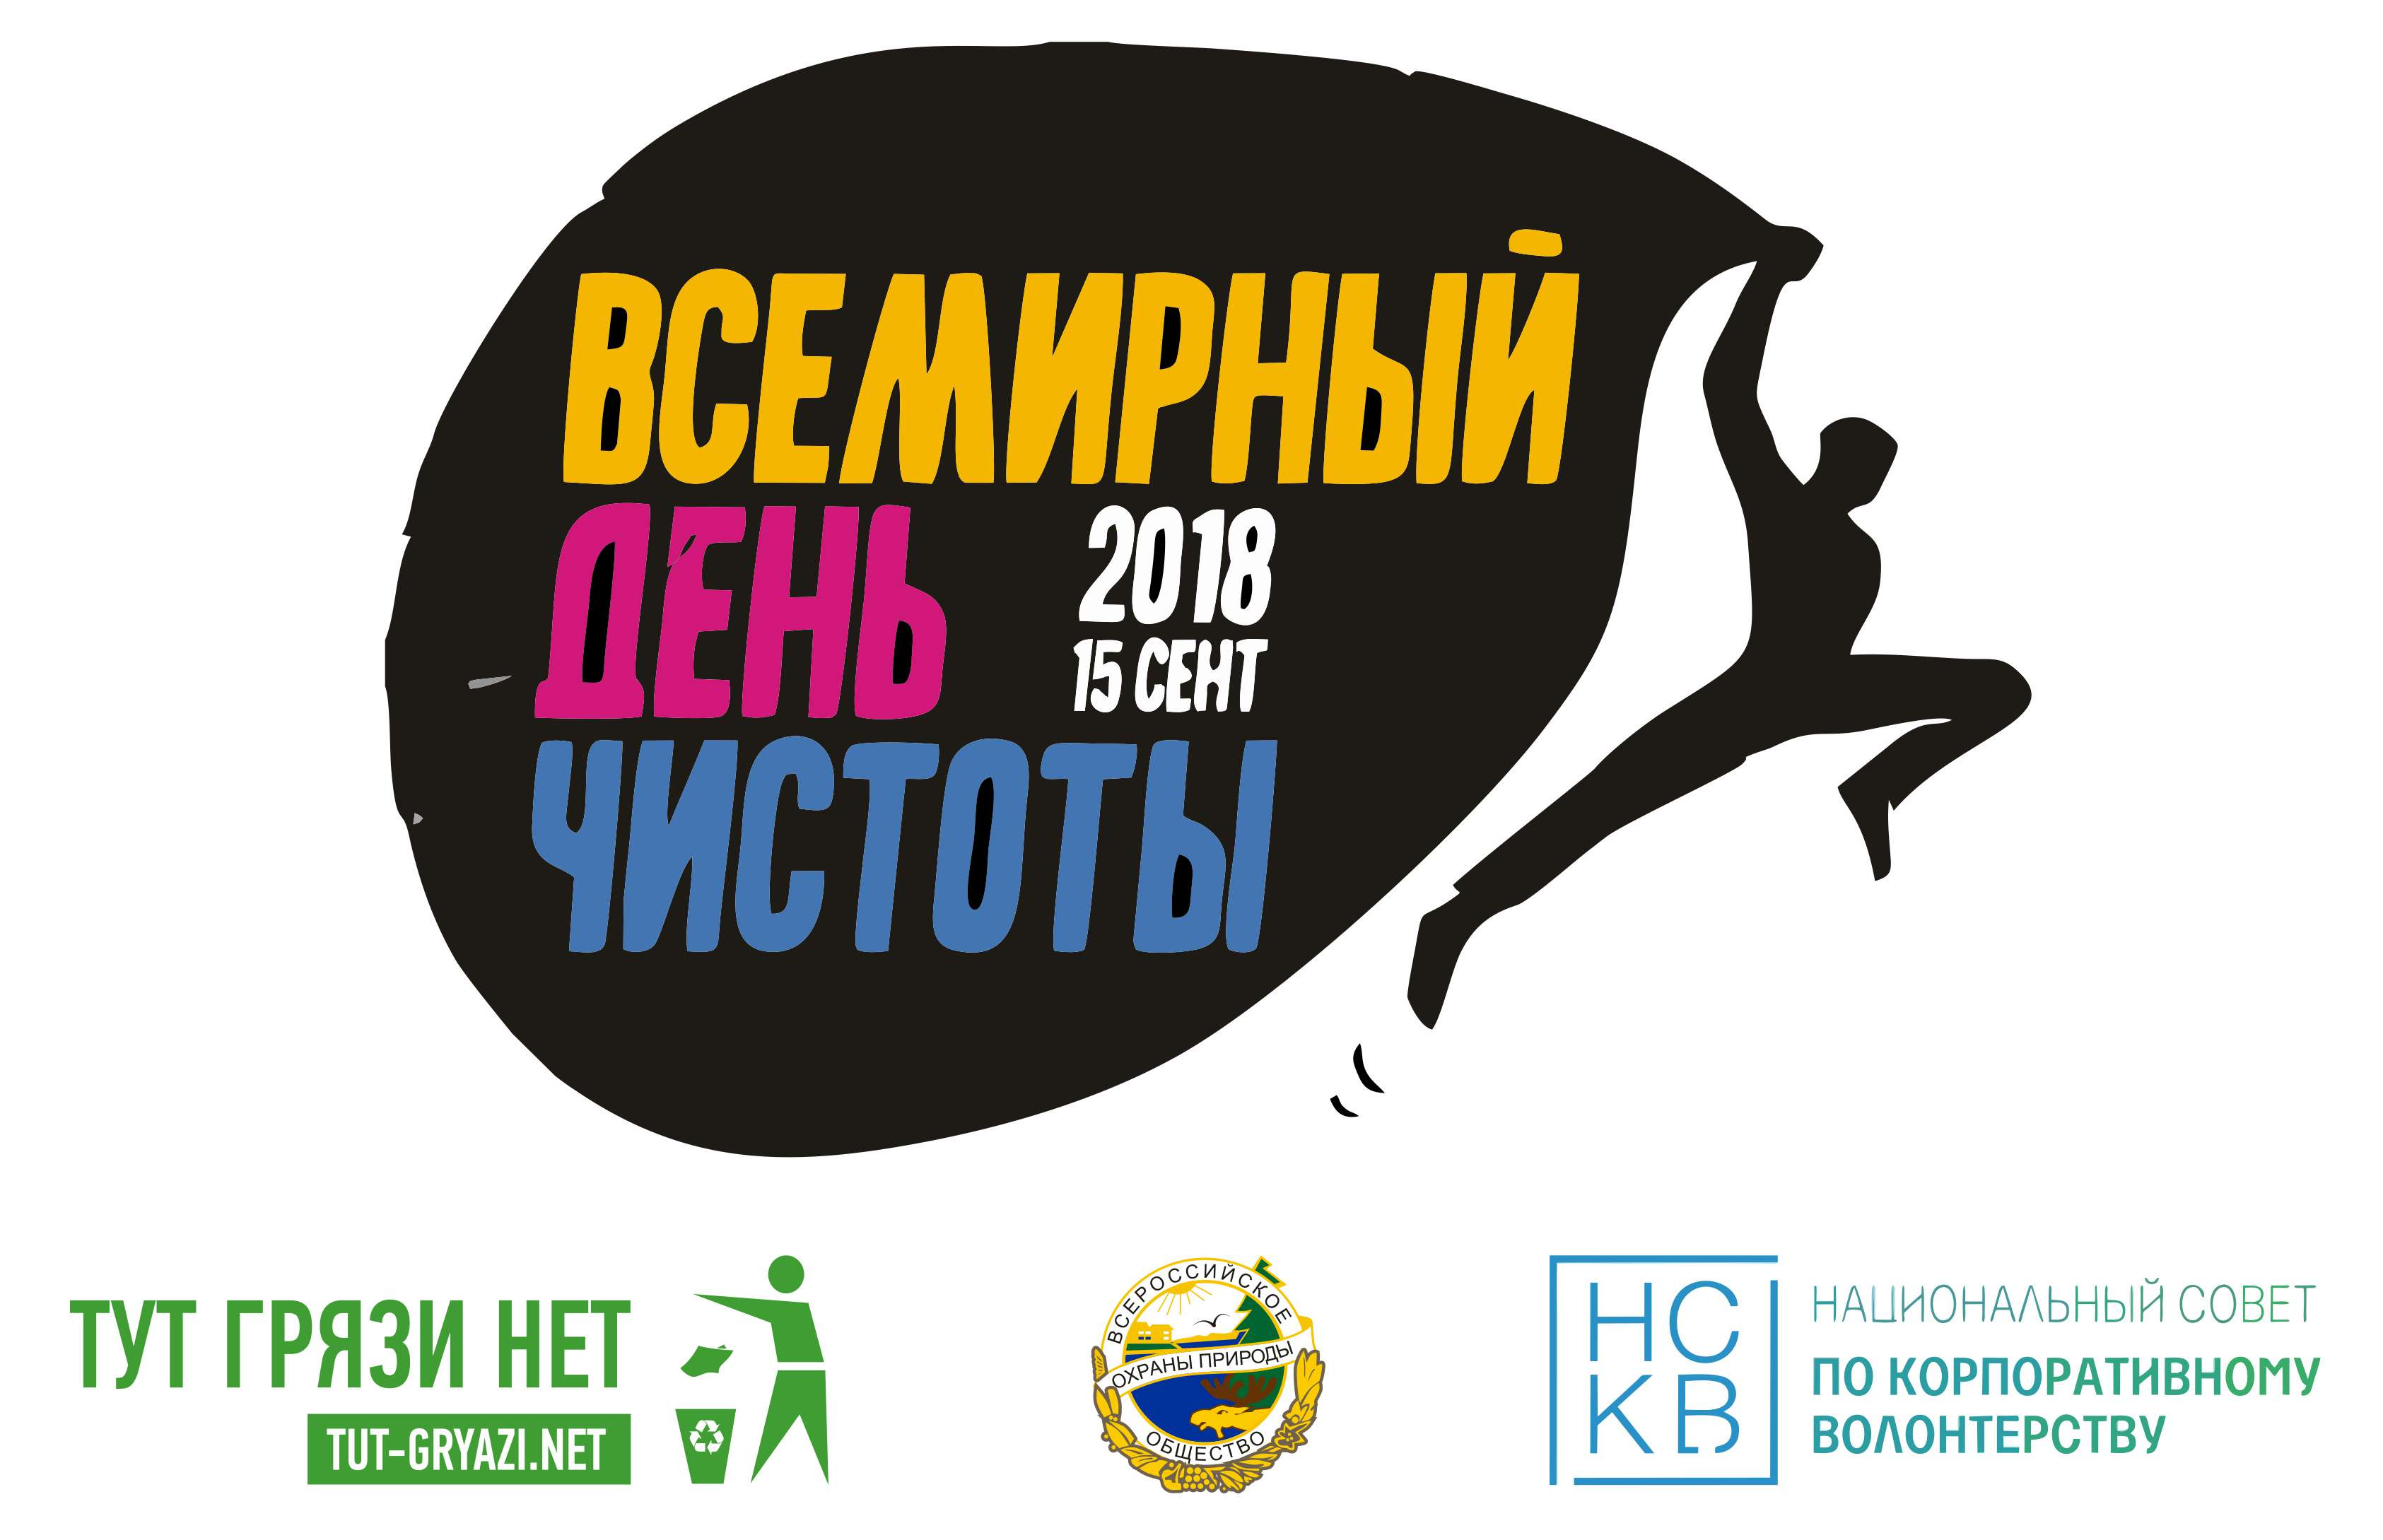 ВСЕМИРНЫЙ
ДЕНЬ
2018
15 СЕНТ
ЧИСТОТЫ
ТУТ ГРЯЗИ НЕТ
TUT-GRYAZI.NET
ВСЕРОССИЙСКОЕ
ОХРАНЫ ПРИРОДЫ
ОБЩЕСТВО
НС
КВ
НАЦИОНАЛЬНЫЙ СОВЕТ
ПО КОРПОРАТИВНОМУ
ВОЛОНТЕРСТВУ